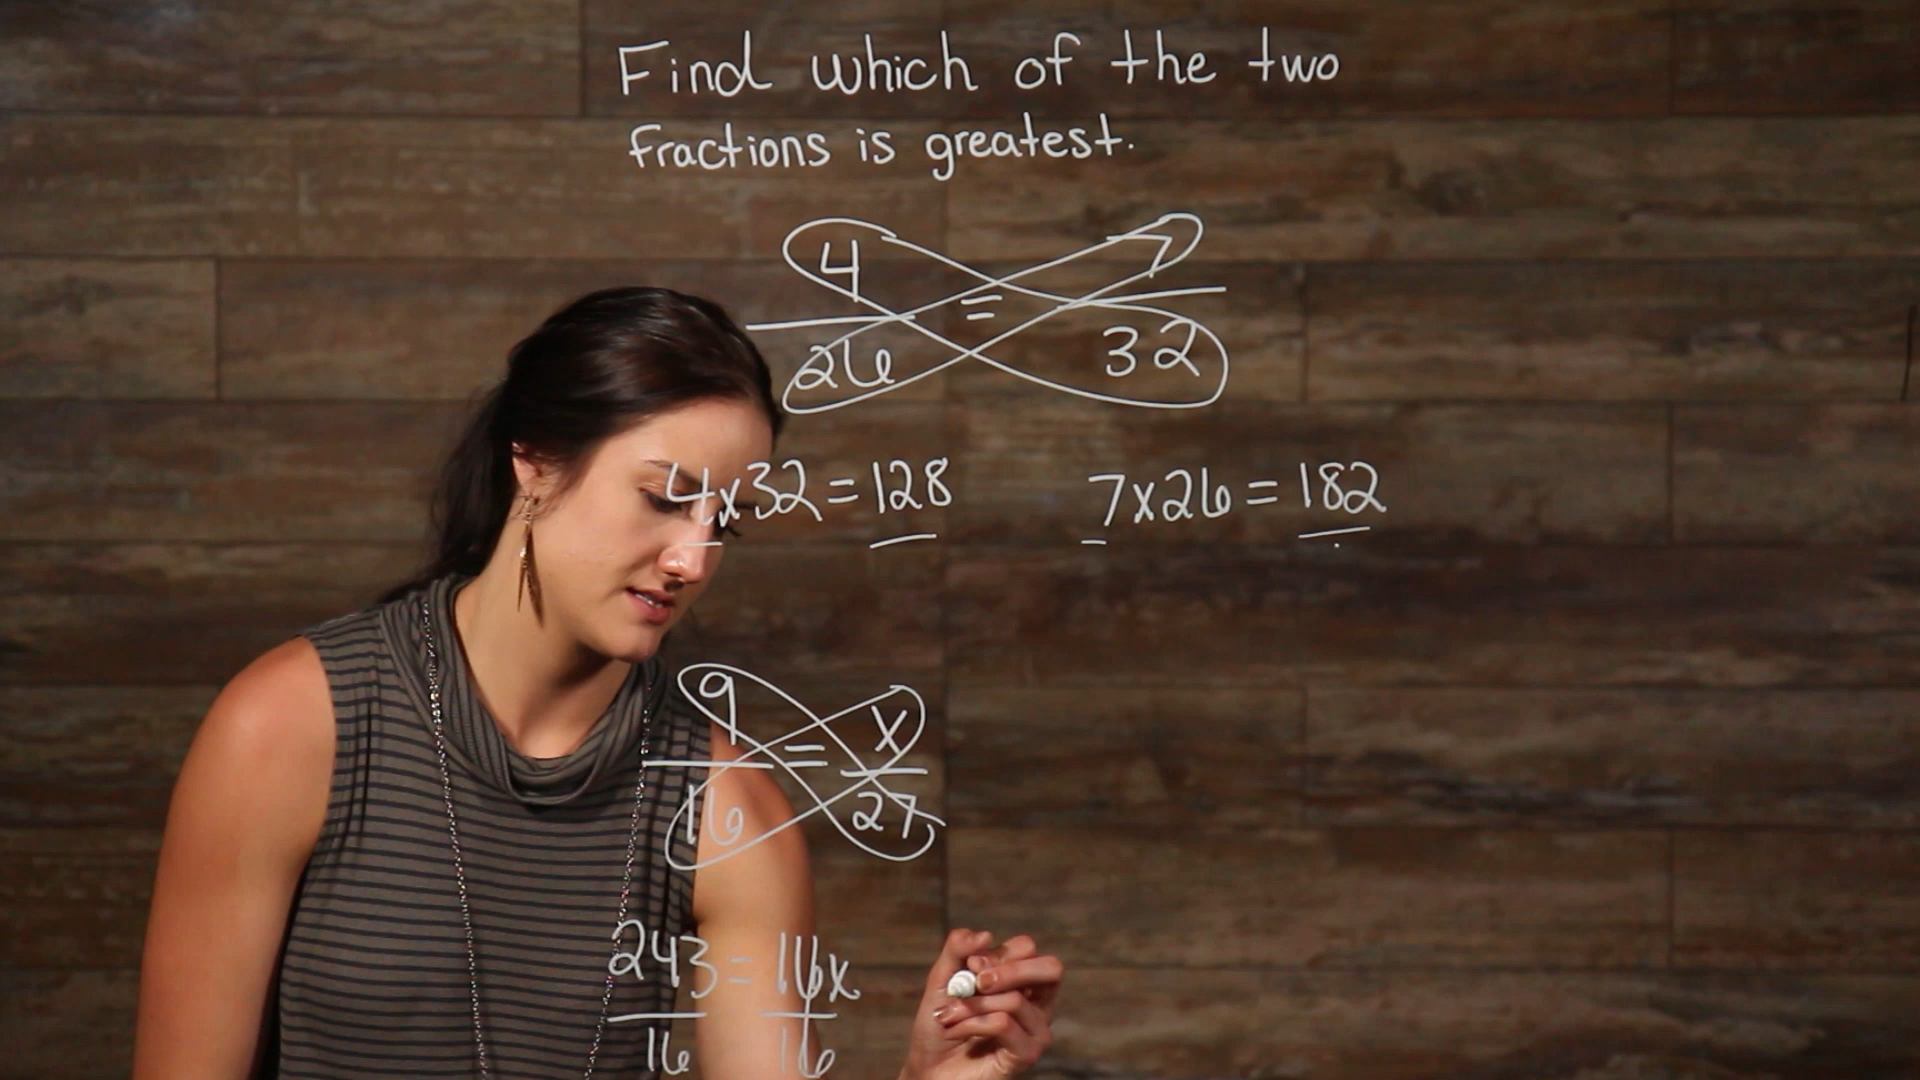 Find which of the two
fractions is greatest.
4 = 7
26 32
4x32=128 7x26=182
9 = x
16 27
243=16x
16 16